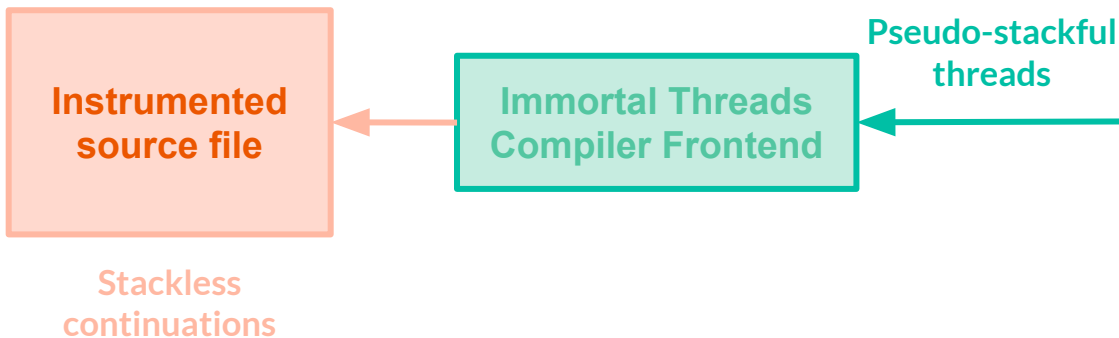 Instrumented
source file
Stackless
continuations
Immortal Threads
Compiler Frontend
Pseudo-stackful
threads